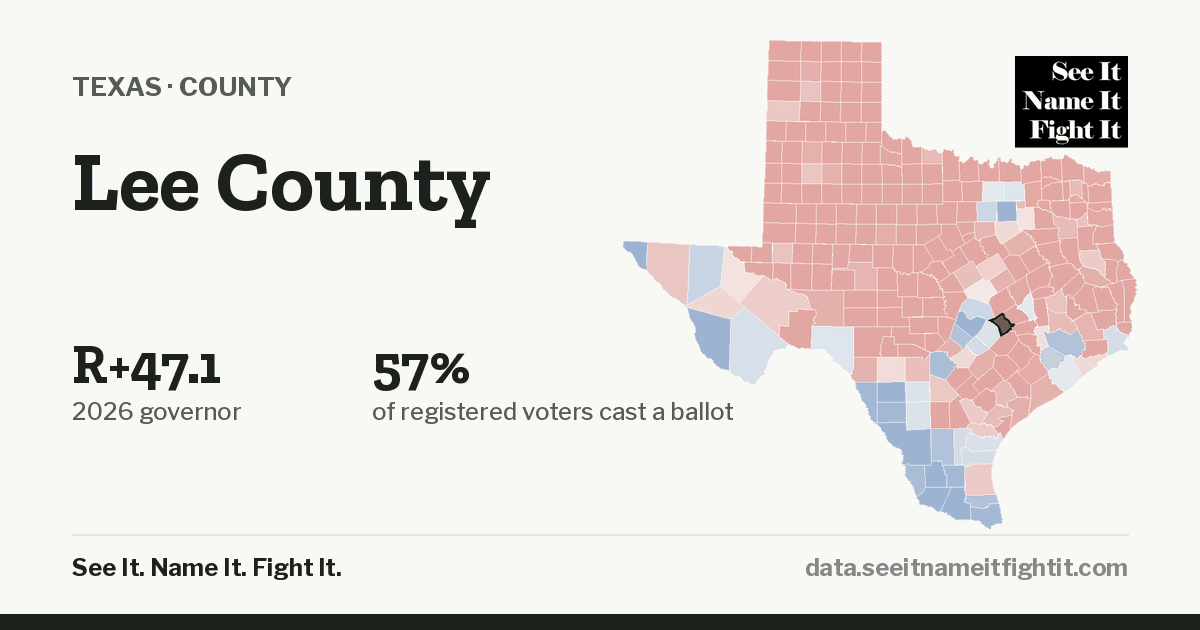 TEXAS · COUNTY
See It
Name It
Fight It
Lee County
R+47.1
2026 governor
57%
of registered voters cast a ballot
See It. Name It. Fight It.
data.seeitnameitfightit.com